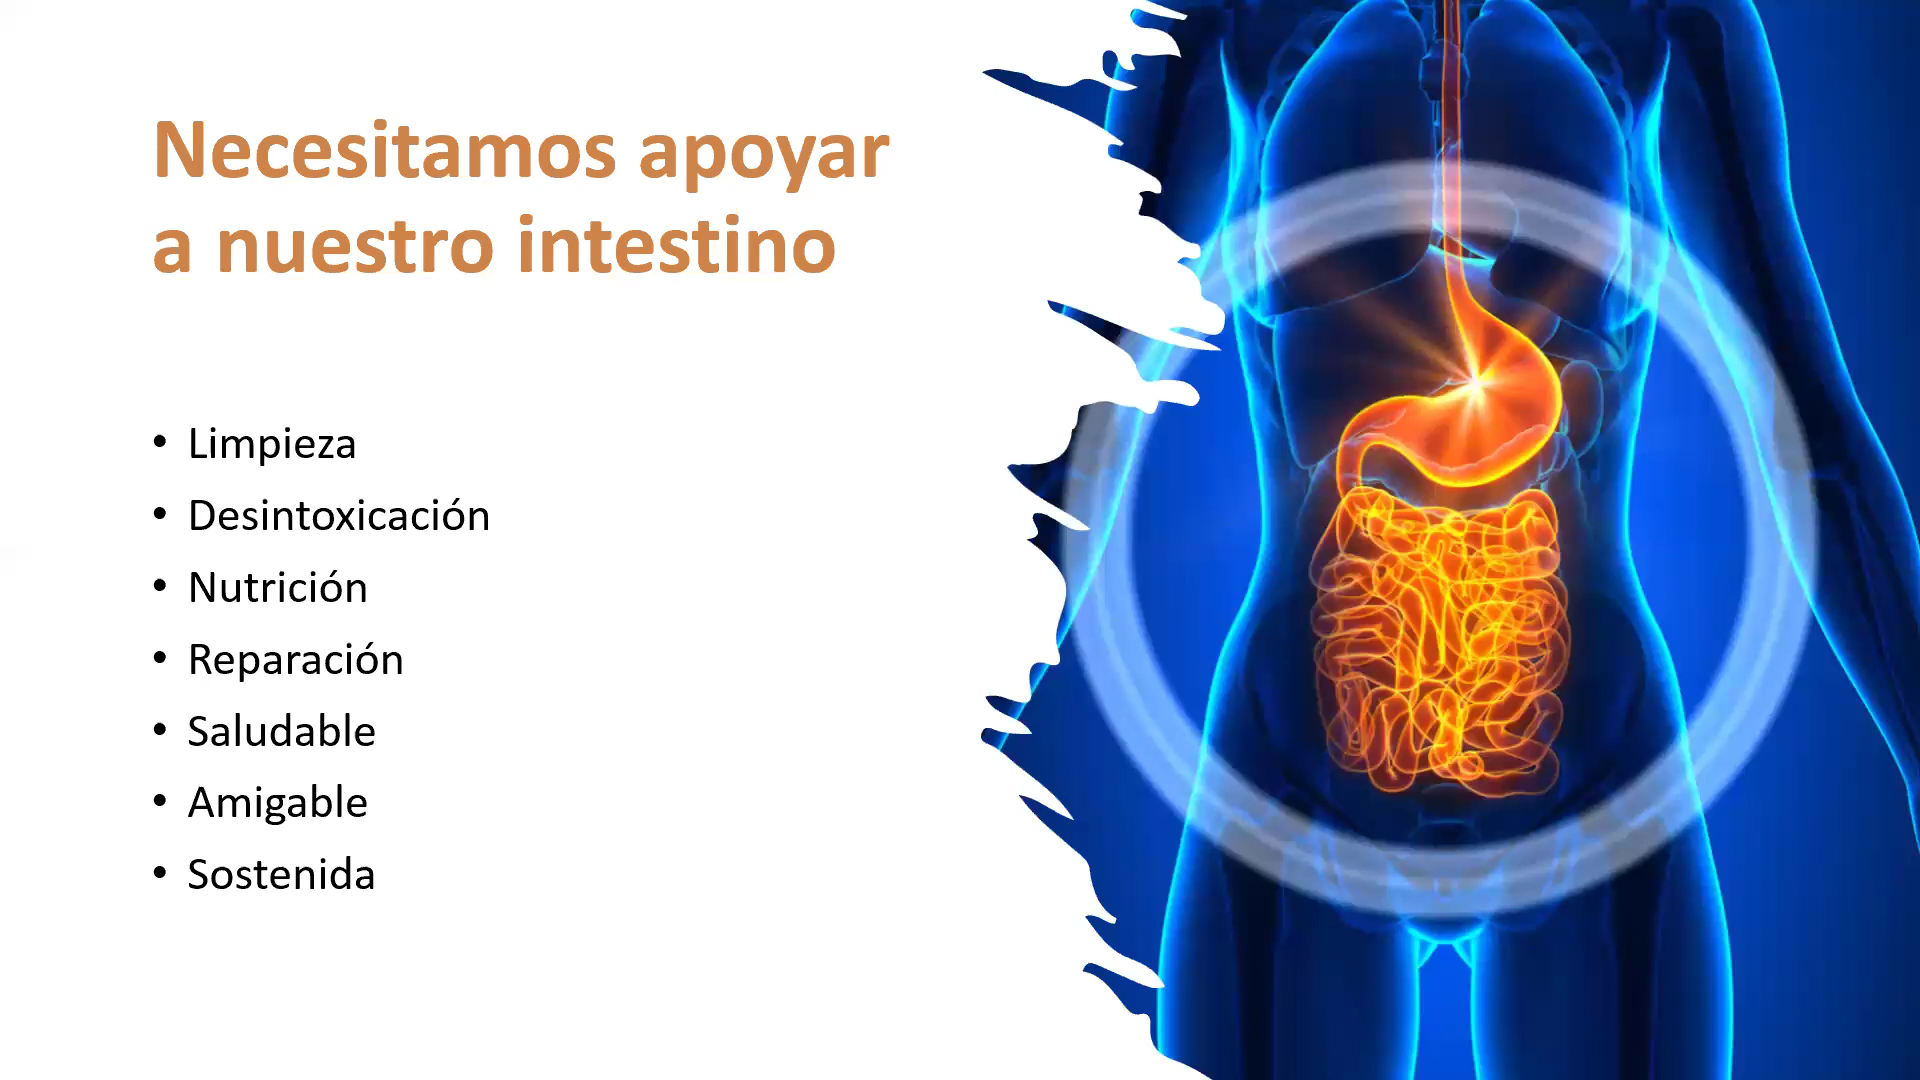 Necesitamos apoyar
a nuestro intestino
• Limpieza
• Desintoxicación
• Nutrición
• Reparación
• Saludable
• Amigable
• Sostenida